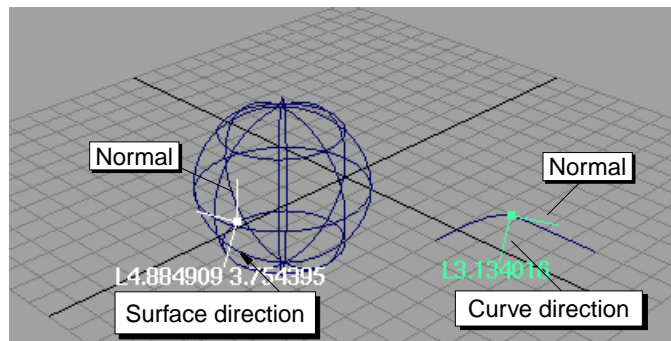 Normal
Normal
L4.884909 3.754395
L3.134016
Surface direction
Curve direction